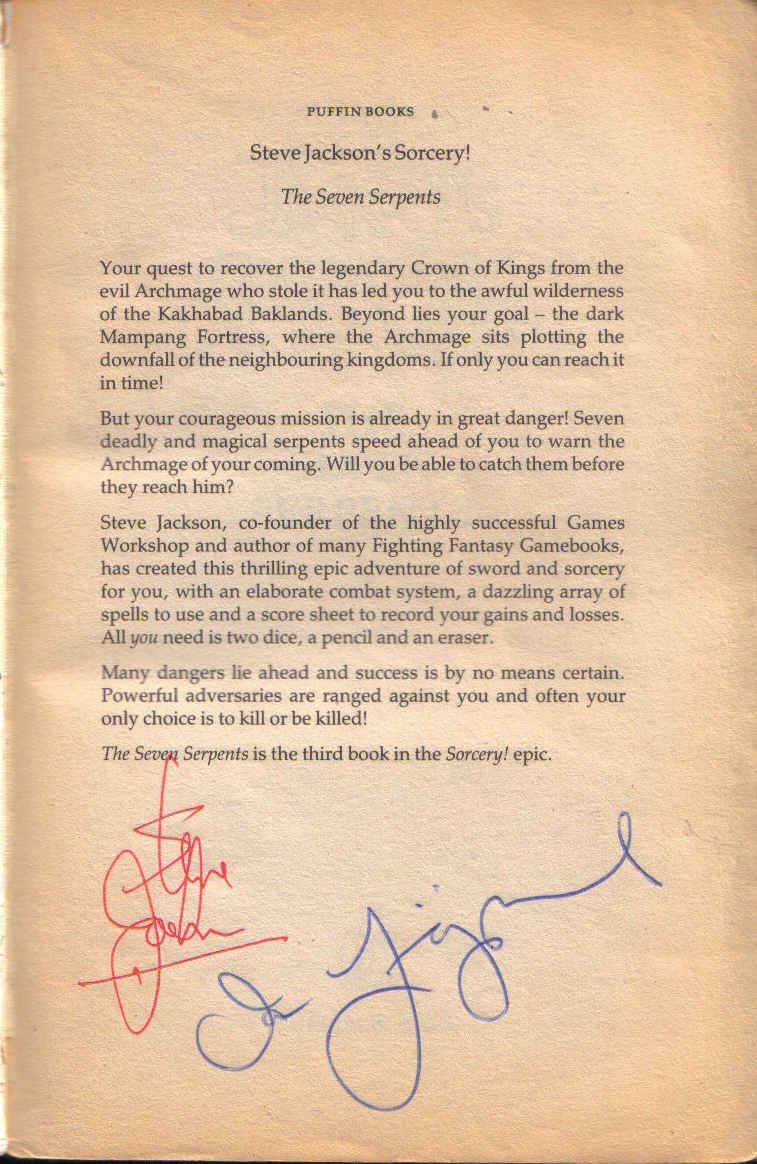 PUFFIN BOOKS
Steve Jackson's Sorcery!
The Seven Serpents
Your quest to recover the legendary Crown of Kings from the
evil Archmage who stole it has led you to the awful wilderness
of the Kakhabad Baklands. Beyond lies your goal – the dark
Mampang Fortress, where the Archmage sits plotting the
downfall of the neighbouring kingdoms. If only you can reach it
in time!
But your courageous mission is already in great danger! Seven
deadly and magical serpents speed ahead of you to warn the
Archmage of your coming. Will you be able to catch them before
they reach him?
Steve Jackson, co-founder of the highly successful Games
Workshop and author of many Fighting Fantasy Gamebooks,
has created this thrilling epic adventure of sword and sorcery
for you, with an elaborate combat system, a dazzling array of
spells to use and a score sheet to record your gains and losses.
All you need is two dice, a pencil and an eraser.
Many dangers lie ahead and success is by no means certain.
Powerful adversaries are ranged against you and often your
only choice is to kill or be killed!
The Seven Serpents is the third book in the Sorcery! epic.
Steve
Jackson